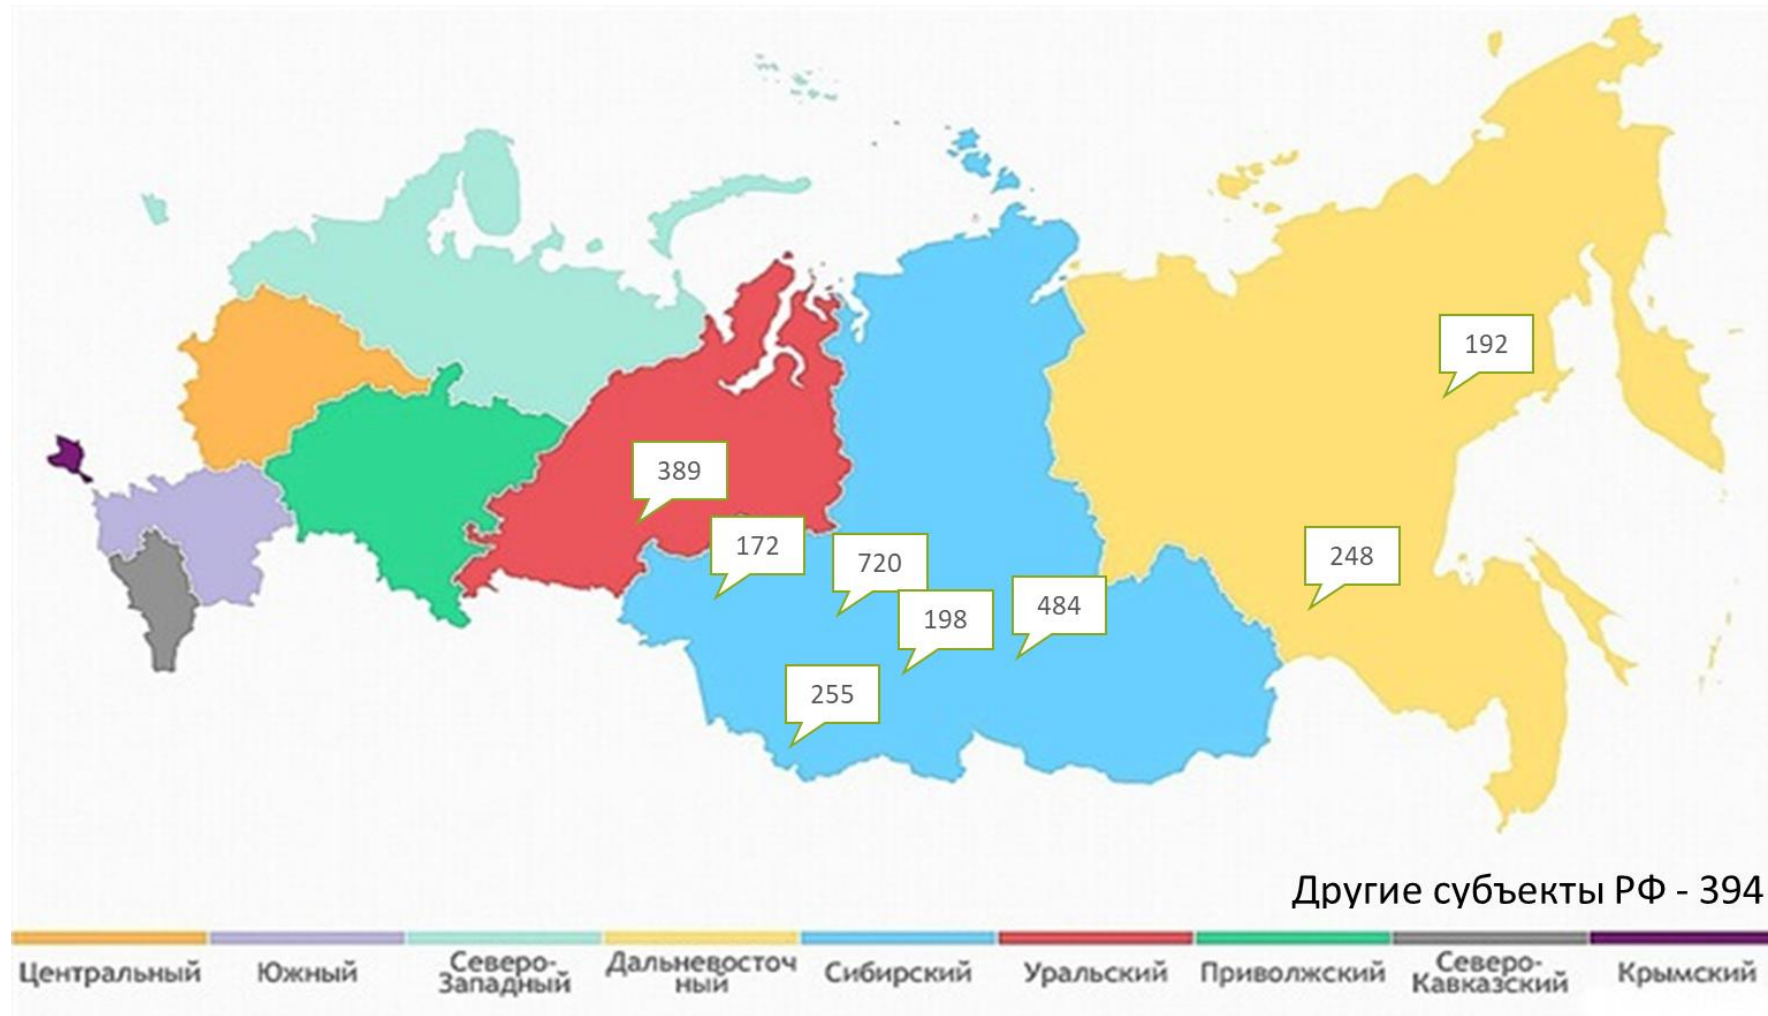 192
389
172
720
248
198
484
255
Другие субъекты РФ - 394
Центральный
Южный
Северо-
Западный
Дальневосточ
ный
Сибирский
Уральский
Приволжский
Северо-
Кавказский
Крымский